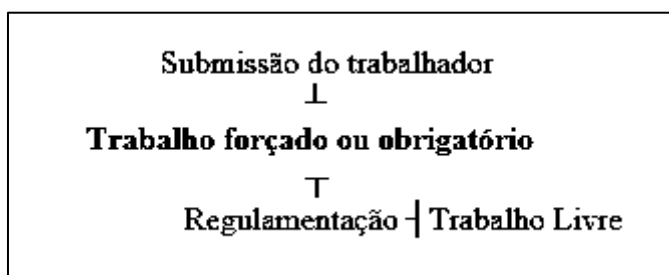 Submissão do trabalhador
⊥
Trabalho forçado ou obrigatório
⊤
Regulamentação ┤ Trabalho Livre